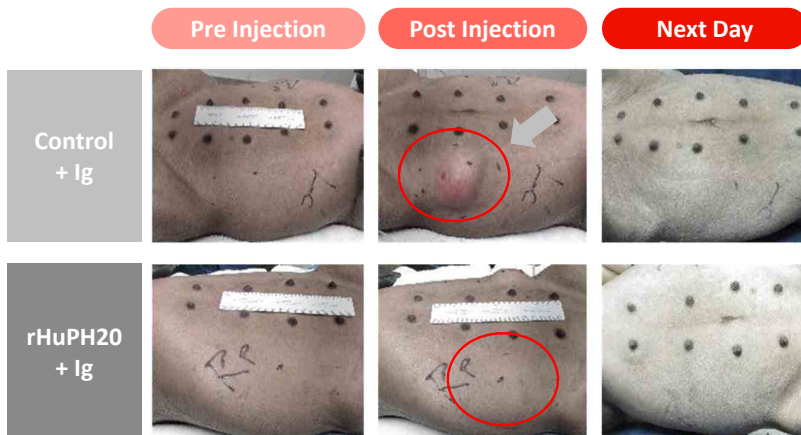 Pre Injection
Post Injection
Next Day
Control
+ Ig
rHuPH20
+ Ig